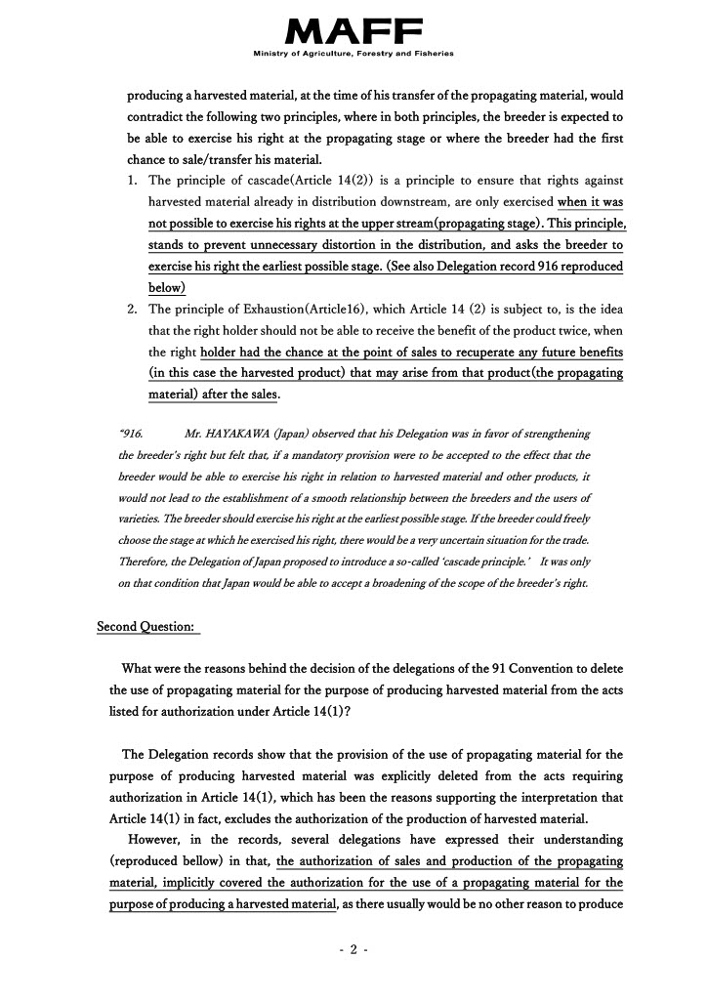 MAFF
Ministry of Agriculture, Forestry and Fisheries
producing a harvested material, at the time of his transfer of the propagating material, would
contradict the following two principles, where in both principles, the breeder is expected to
be able to exercise his right at the propagating stage or where the breeder had the first
chance to sale/transfer his material.
1. The principle of cascade(Article 14(2)) is a principle to ensure that rights against
harvested material already in distribution downstream, are only exercised when it was
not possible to exercise his rights at the upper stream(propagating stage). This principle,
stands to prevent unnecessary distortion in the distribution, and asks the breeder to
exercise his right the earliest possible stage. (See also Delegation record 916 reproduced
below)
2. The principle of Exhaustion(Article16), which Article 14 (2) is subject to, is the idea
that the right holder should not be able to receive the benefit of the product twice, when
the right holder had the chance at the point of sales to recuperate any future benefits
(in this case the harvested product) that may arise from that product(the propagating
material) after the sales.
“916. Mr. HAYAKAWA (Japan) observed that his Delegation was in favor of strengthening
the breeder's right but felt that, if a mandatory provision were to be accepted to the effect that the
breeder would be able to exercise his right in relation to harvested material and other products, it
would not lead to the establishment of a smooth relationship between the breeders and the users of
varieties. The breeder should exercise his right at the earliest possible stage. If the breeder could freely
choose the stage at which he exercised his right, there would be a very uncertain situation for the trade.
Therefore, the Delegation of Japan proposed to introduce a so-called 'cascade principle.' It was only
on that condition that Japan would be able to accept a broadening of the scope of the breeder's right.
Second Question:
What were the reasons behind the decision of the delegations of the 91 Convention to delete
the use of propagating material for the purpose of producing harvested material from the acts
listed for authorization under Article 14(1)?
The Delegation records show that the provision of the use of propagating material for the
purpose of producing harvested material was explicitly deleted from the acts requiring
authorization in Article 14(1), which has been the reasons supporting the interpretation that
Article 14(1) in fact, excludes the authorization of the production of harvested material.
However, in the records, several delegations have expressed their understanding
(reproduced bellow) in that, the authorization of sales and production of the propagating
material, implicitly covered the authorization for the use of a propagating material for the
purpose of producing a harvested material, as there usually would be no other reason to produce
- 2 -